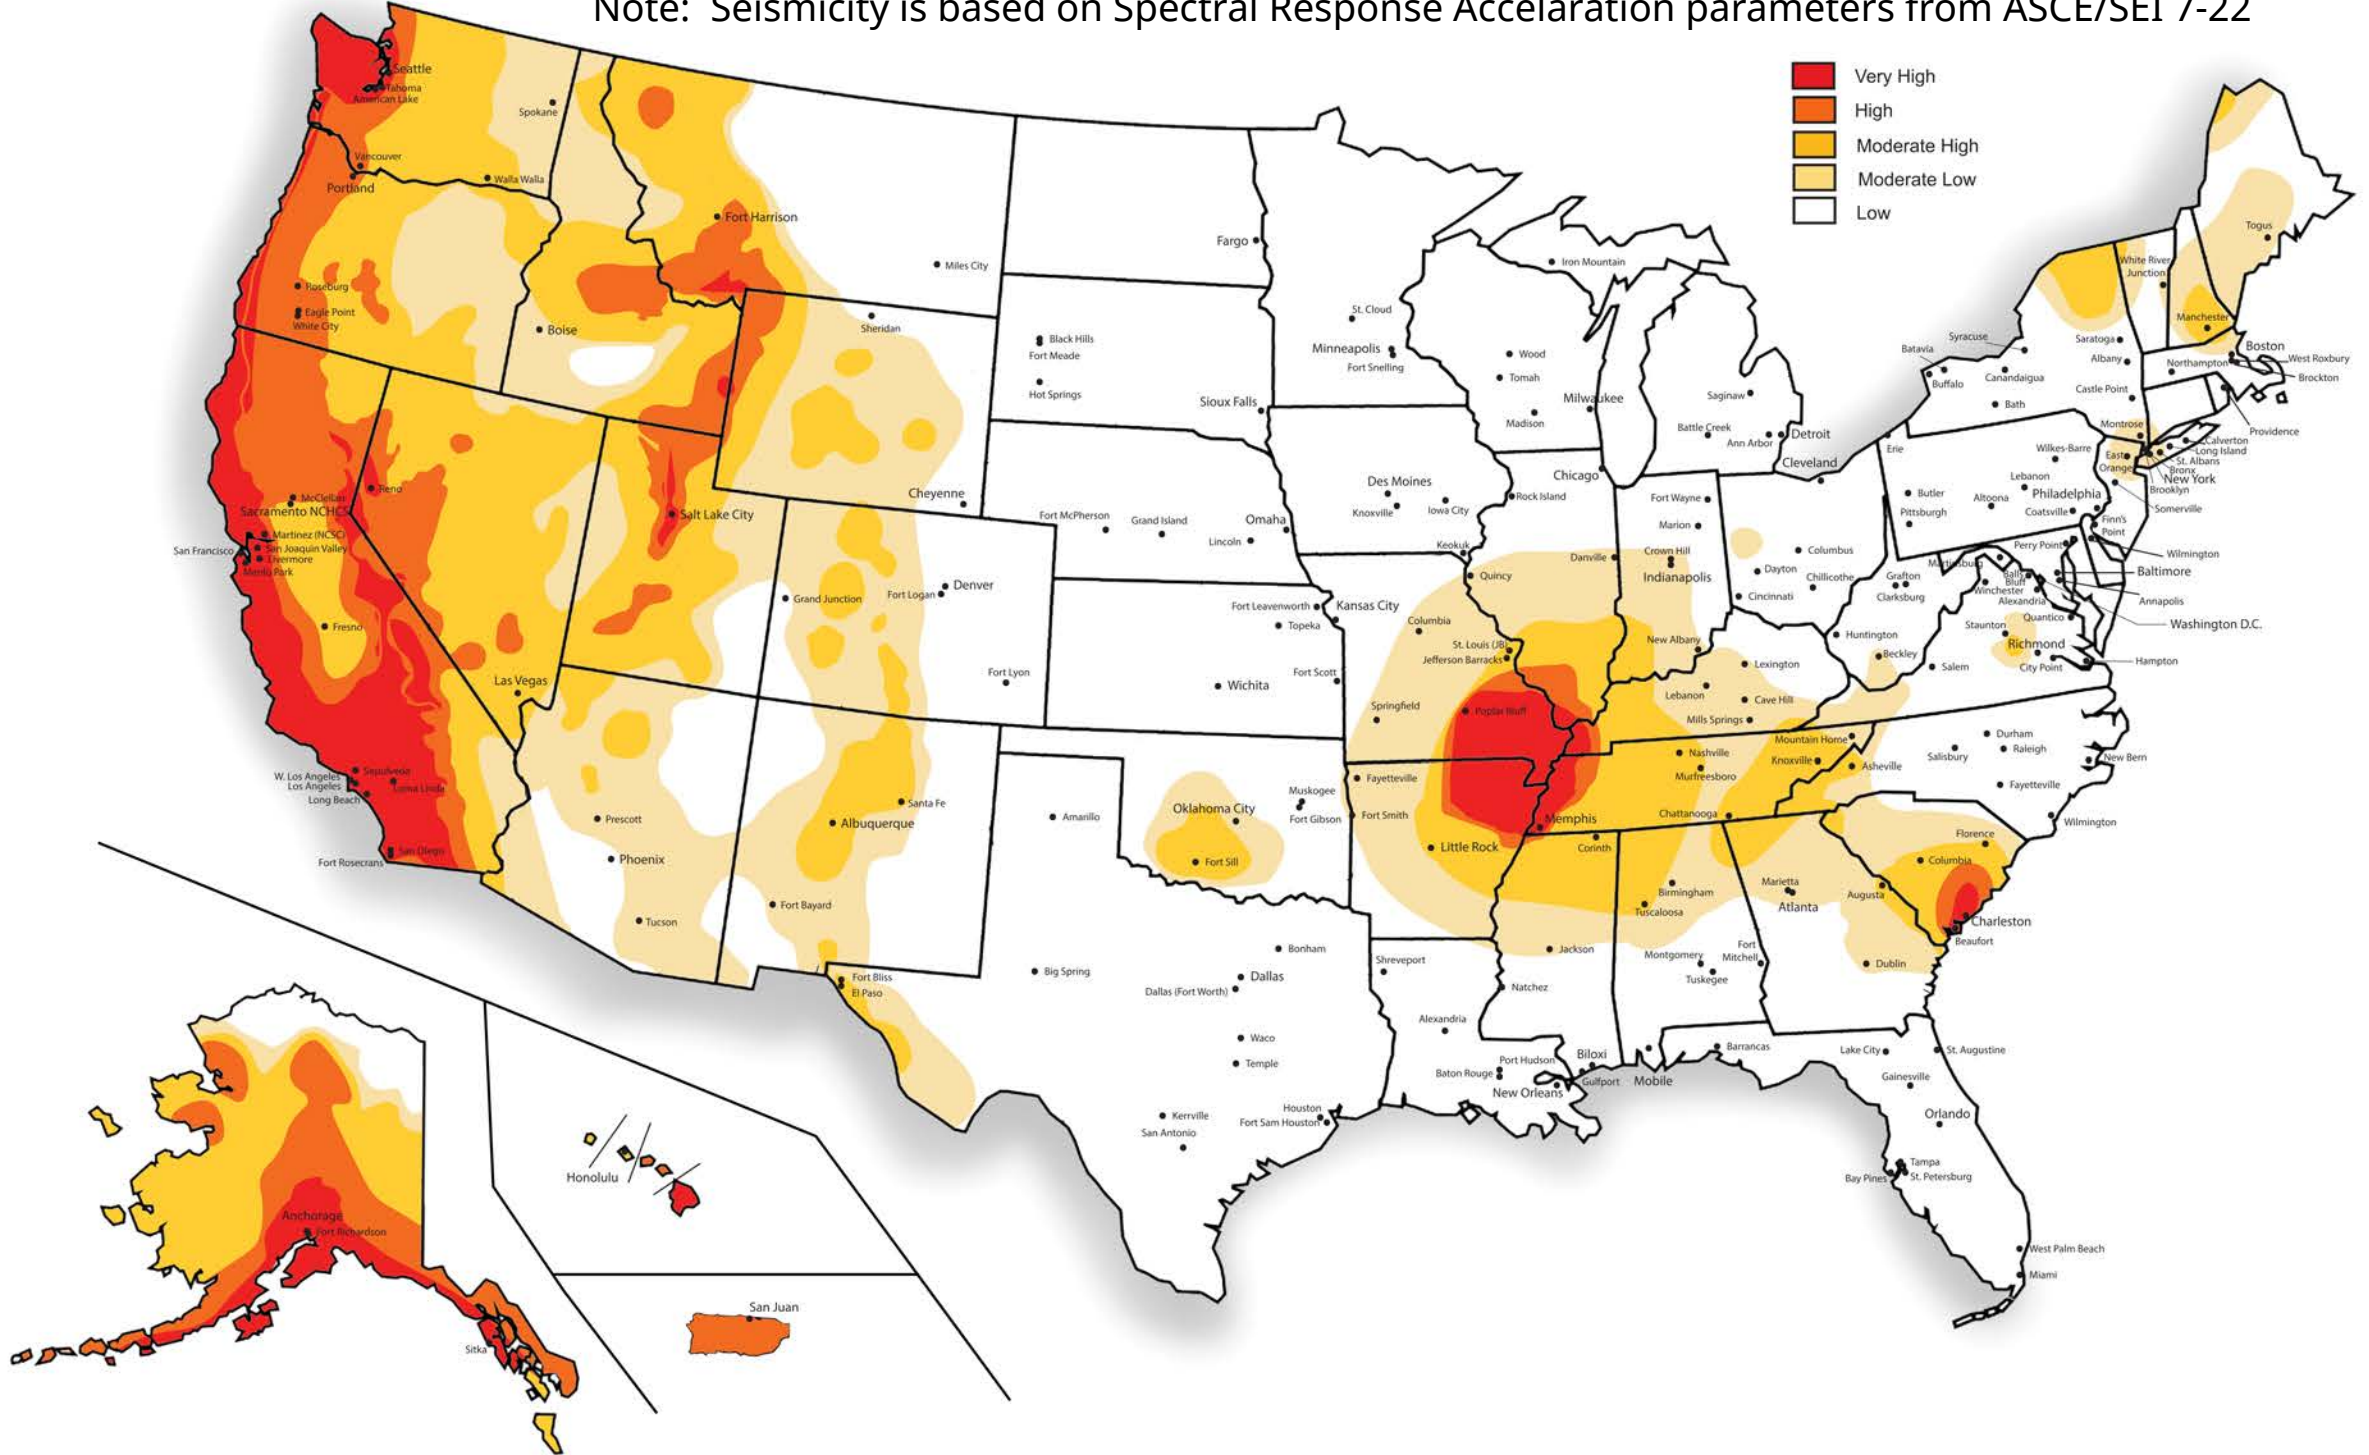 Note: Seismicity is based on Spectral Response Accelaration parameters from ASCE/SEI 7-22
Very High
High
Moderate High
Moderate Low
Low
Seattle
Tahoma
American Lake
Spokane
Vancouver
Portland
Walla Walla
Roseburg
Eagle Point
White City
Boise
Fort Harrison
Miles City
Sheridan
Cheyenne
McClellan
Sacramento NCHCS
Reno
Martinez (NCSC)
San Francisco
San Joaquin Valley
Livermore
Menlo Park
Fresno
Las Vegas
Salt Lake City
Grand Junction
Denver
Fort Logan
Fort Lyon
W. Los Angeles
Sepulveda
Los Angeles
Loma Linda
Long Beach
San Diego
Fort Rosecrans
Prescott
Phoenix
Tucson
Santa Fe
Albuquerque
Fort Bayard
Fort Bliss
El Paso
Fargo
Black Hills
Fort Meade
Hot Springs
Sioux Falls
Fort McPherson
Grand Island
Omaha
Lincoln
Fort Leavenworth
Kansas City
Topeka
Wichita
Fort Scott
Oklahoma City
Muskogee
Fort Gibson
Fort Sill
Amarillo
Big Spring
Bonham
Dallas
Dallas (Fort Worth)
Waco
Temple
Kerrville
San Antonio
Houston
Fort Sam Houston
St. Cloud
Minneapolis
Fort Snelling
Iron Mountain
Wood
Tomah
Madison
Milwaukee
Des Moines
Knoxville
Iowa City
Keokuk
Chicago
Rock Island
Danville
Quincy
Columbia
St. Louis (JB)
Jefferson Barracks
Springfield
Poplar Bluff
Fayetteville
Fort Smith
Little Rock
Memphis
Corinth
Shreveport
Alexandria
Port Hudson
Baton Rouge
New Orleans
Natchez
Jackson
Biloxi
Gulfport
Mobile
Saginaw
Battle Creek
Ann Arbor
Detroit
Cleveland
Fort Wayne
Marion
Crown Hill
Indianapolis
New Albany
Columbus
Dayton
Chillicothe
Cincinnati
Lexington
Lebanon
Cave Hill
Mills Springs
Nashville
Murfreesboro
Mountain Home
Knoxville
Chattanooga
Birmingham
Tuscaloosa
Montgomery
Tuskegee
Fort
Mitchell
Marietta
Atlanta
Augusta
Dublin
Barrancas
Lake City
St. Augustine
Gainesville
Orlando
Tampa
Bay Pines
St. Petersburg
West Palm Beach
Miami
Asheville
Salisbury
Durham
Raleigh
New Bern
Fayetteville
Wilmington
Florence
Columbia
Charleston
Beaufort
Huntington
Beckley
Grafton
Clarksburg
Martinsburg
Balls
Bluff
Winchester
Alexandria
Quantico
Staunton
Richmond
City Point
Salem
Hampton
Washington D.C.
Annapolis
Baltimore
Perry Point
Wilmington
Finn's
Point
Erie
Butler
Pittsburgh
Altoona
Lebanon
Wilkes-Barre
Philadelphia
Coatsville
Somerville
East
Orange
Brooklyn
New York
Bronx
St. Albans
Long Island
Calverton
Montrose
Castle Point
Albany
Saratoga
Syracuse
Batavia
Buffalo
Canandaigua
Bath
White River
Junction
Manchester
Togus
Boston
West Roxbury
Brockton
Northampton
Providence
Anchorage
Fort Richardson
Sitka
Honolulu
San Juan